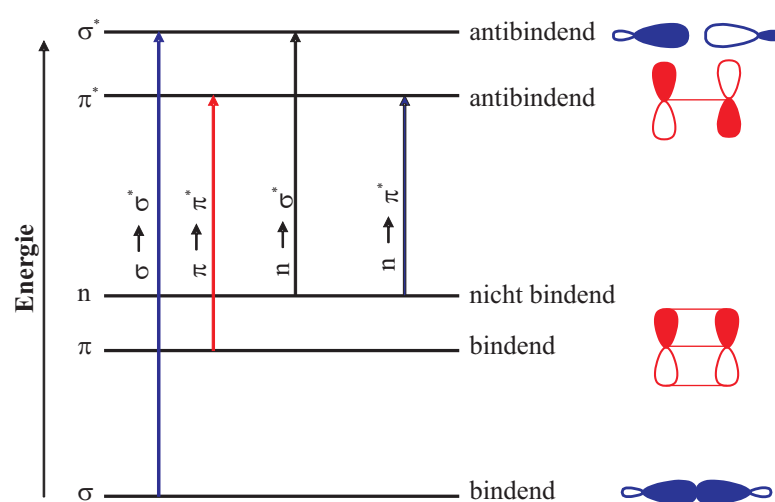 σ* antibindend
π* antibindend
σ → σ*
π → π*
n → σ*
n → π*
Energie
n nicht bindend
π bindend
σ bindend